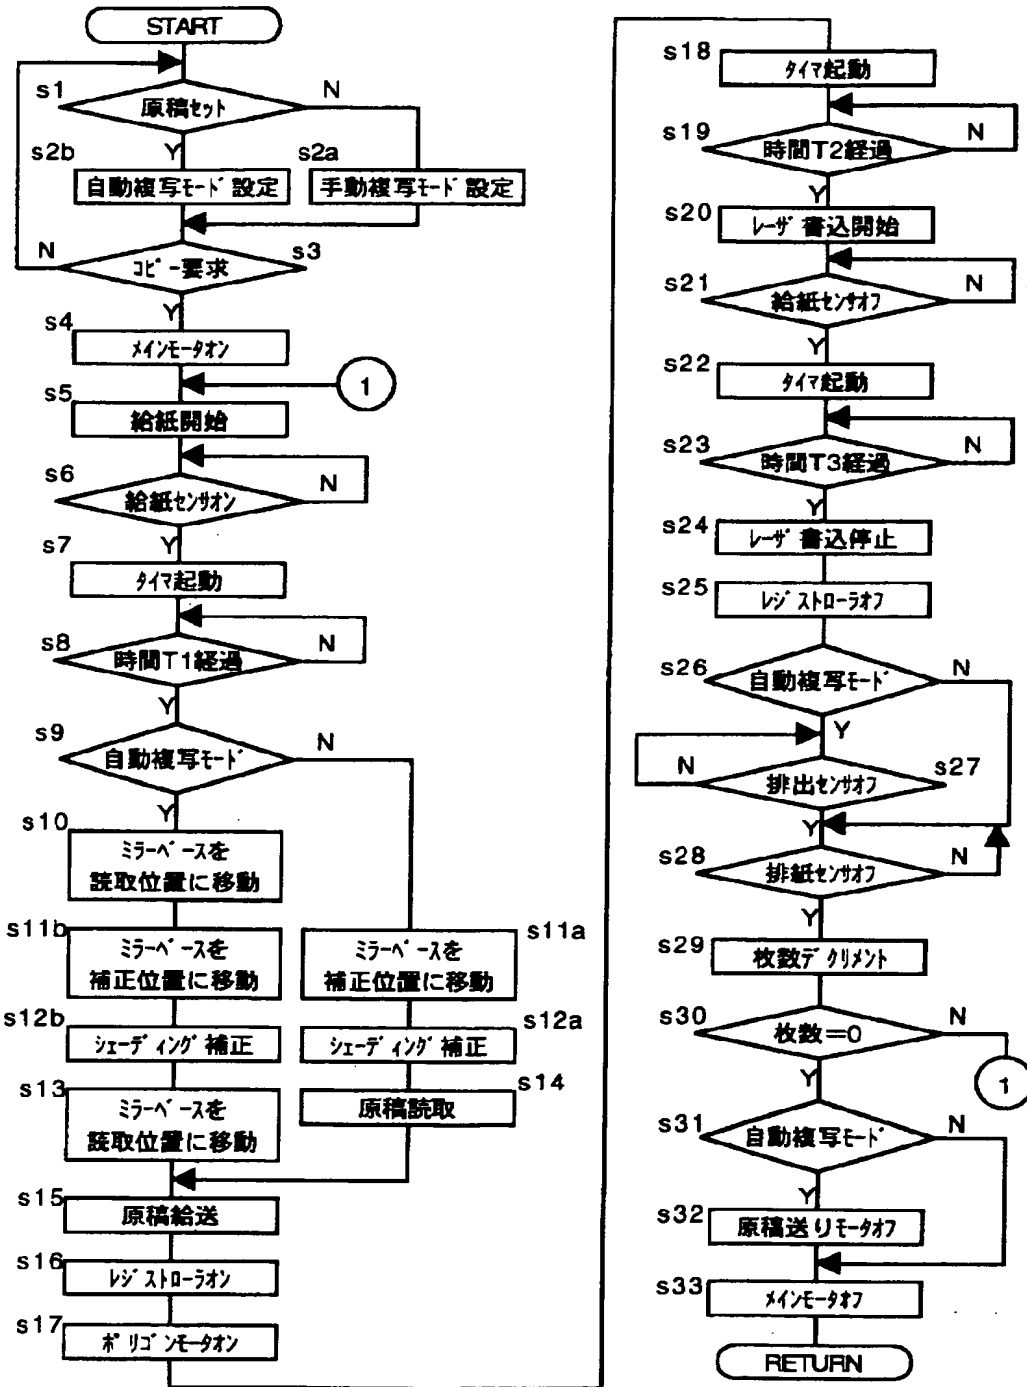 START
s1
原稿セット
N
Y
s2b
s2a
自動複写モード設定
手動複写モード設定
N
s3
コピー要求
Y
s4
メインモータオン
1
s5
給紙開始
s6
給紙センサオン
N
Y
s7
タイマ起動
s8
時間T1経過
N
Y
s9
自動複写モード
N
Y
s10
ミラーベースを
読取位置に移動
s11b
ミラーベースを
補正位置に移動
s11a
ミラーベースを
補正位置に移動
s12b
シェーディング補正
s12a
シェーディング補正
s13
ミラーベースを
読取位置に移動
s14
原稿読取
s15
原稿給送
s16
レジストローラオン
s17
ポリゴンモータオン
s18
タイマ起動
s19
時間T2経過
N
Y
s20
レーザ書込開始
s21
給紙センサオフ
N
Y
s22
タイマ起動
s23
時間T3経過
N
Y
s24
レーザ書込停止
s25
レジストローラオフ
s26
自動複写モード
N
Y
s27
排出センサオフ
N
Y
s28
排紙センサオフ
N
Y
s29
枚数デクリメント
s30
枚数=0
N
1
Y
s31
自動複写モード
N
Y
s32
原稿送りモータオフ
s33
メインモータオフ
RETURN